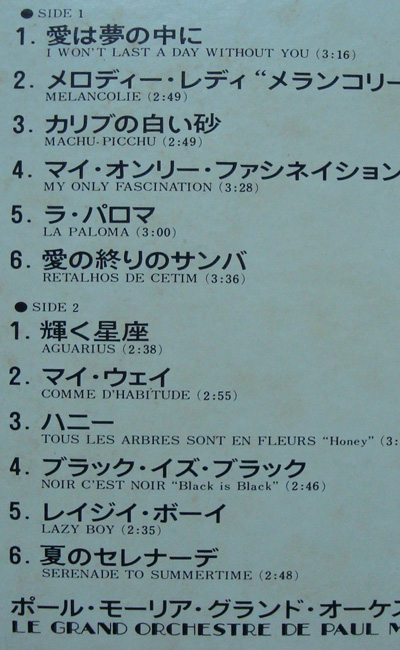 ● SIDE 1
1. 愛は夢の中に
I WON'T LAST A DAY WITHOUT YOU (3:16)
2. メロディー・レディ“メランコリー
MELANCOLIE (2:49)
3. カリブの白い砂
MACHU-PICCHU (2:49)
4. マイ・オンリー・ファシネイション
MY ONLY FASCINATION (3:28)
5. ラ・パロマ
LA PALOMA (3:00)
6. 愛の終りのサンバ
RETALHOS DE CETIM (3:36)
● SIDE 2
1. 輝く星座
AGUARIUS (2:38)
2. マイ・ウェイ
COMME D'HABITUDE (2:55)
3. ハニー
TOUS LES ARBRES SONT EN FLEURS “Honey” (3:
4. ブラック・イズ・ブラック
NOIR C'EST NOIR “Black is Black” (2:46)
5. レイジイ・ボーイ
LAZY BOY (2:35)
6. 夏のセレナーデ
SERENADE TO SUMMERTIME (2:48)
ポール・モーリア・グランド・オーケス
LE GRAND ORCHESTRE DE PAUL M